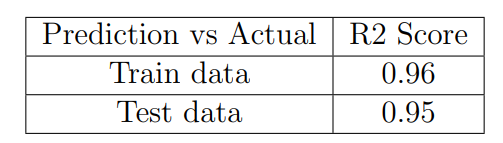 Prediction vs Actual R2 Score
Train data 0.96
Test data 0.95